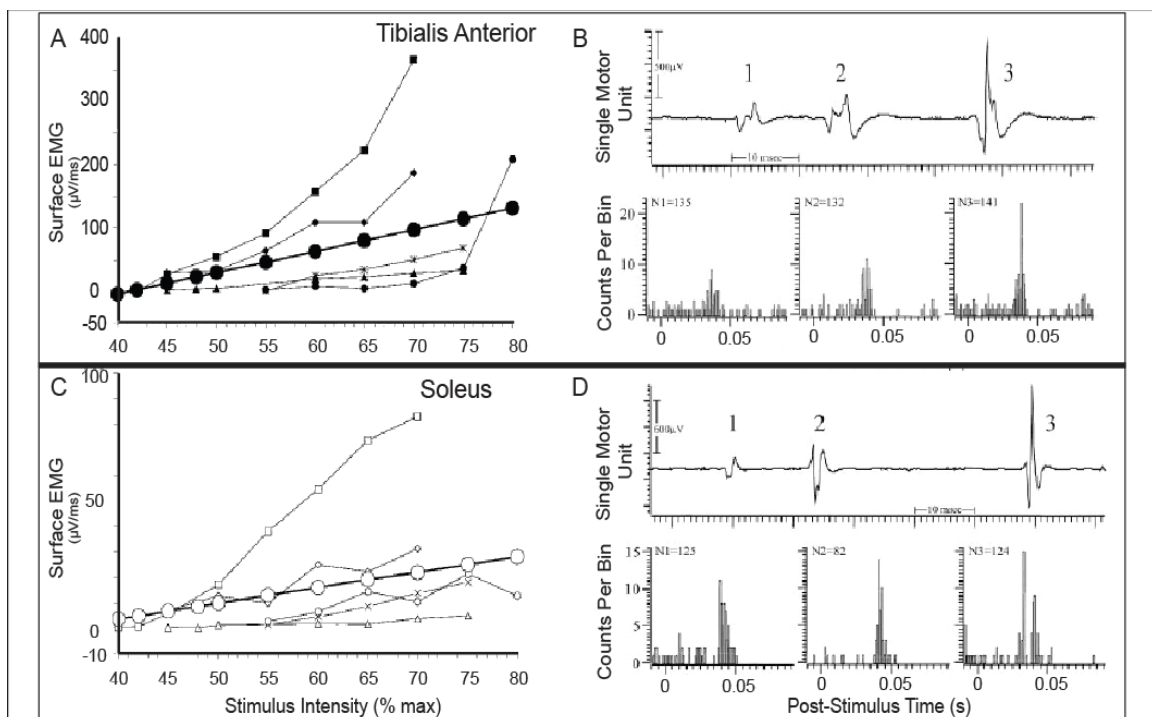 A
Tibialis Anterior
Surface EMG
(µV/ms)
400
300
200
100
0
-50
40 45 50 55 60 65 70 75 80
B
Single Motor
Unit
500µV
1 2 3
10 msec
Counts Per Bin
20
10
0
N1=135 N2=132 N3=141
0 0.05 0 0.05 0 0.05
C
Soleus
Surface EMG
(µV/ms)
100
50
0
-10
40 45 50 55 60 65 70 75 80
Stimulus Intensity (% max)
D
Single Motor
Unit
600µV
1 2 3
10 msec
Counts Per Bin
15
10
5
0
N1=125 N2=82 N3=124
0 0.05 0 0.05 0 0.05
Post-Stimulus Time (s)